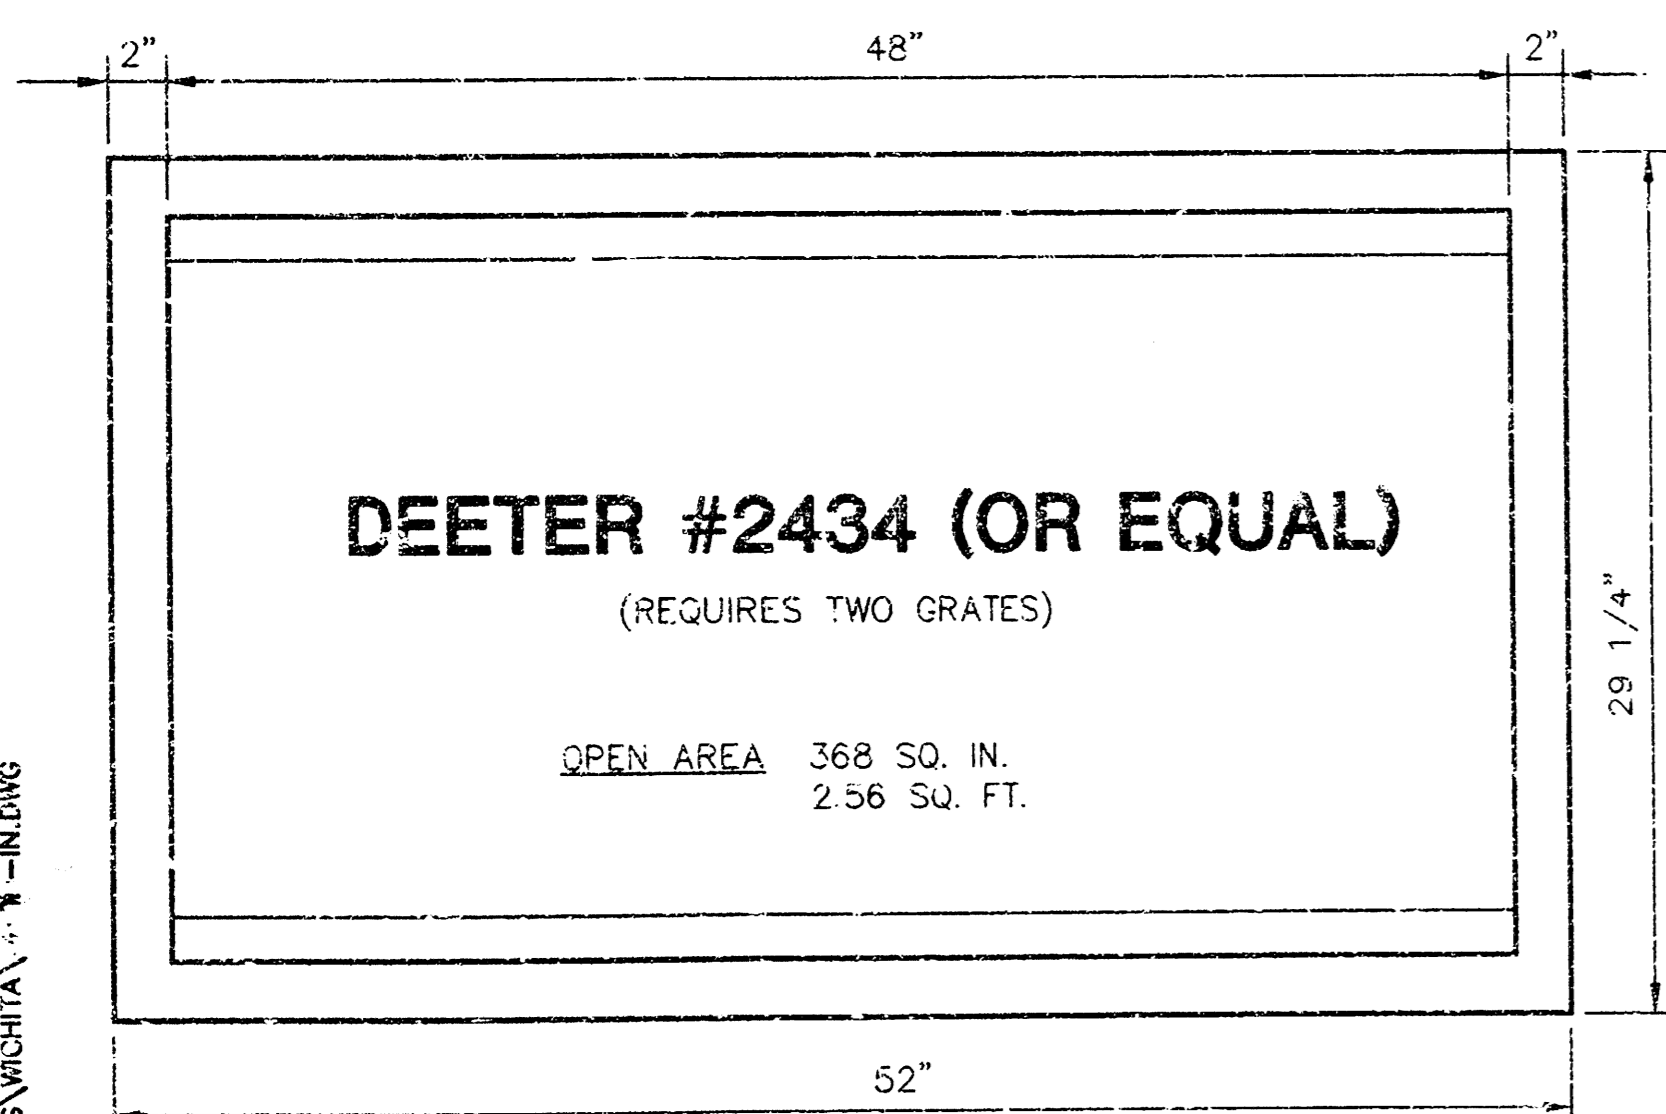 2" 48" 2"
DEETER #2434 (OR EQUAL)
(REQUIRES TWO GRATES)
29 1/4"
OPEN AREA 368 SQ. IN.
2.56 SQ. FT.
52"
\WICHITA\ -IN.DWG